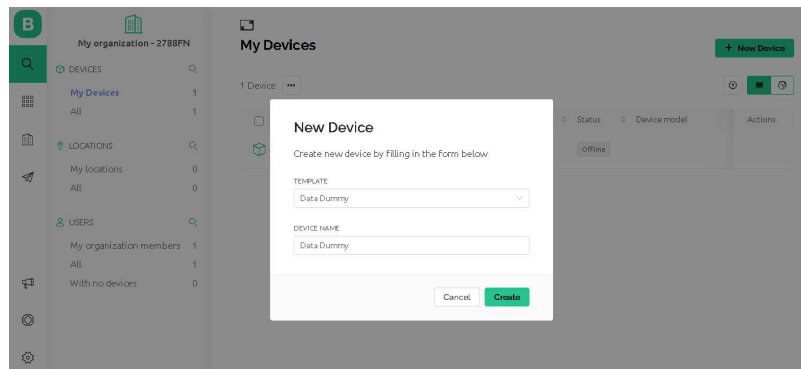 B
My organization - 2788FN
DEVICES
My Devices 1
All 1
LOCATIONS
My locations 0
All 0
USERS
My organization members 1
All 1
With no devices 0
My Devices
+ New Device
1 Device
Status
Device model
Actions
Offline
New Device
Create new device by filling in the form below
TEMPLATE
Data Dummy
DEVICE NAME
Data Dummy
Cancel
Create